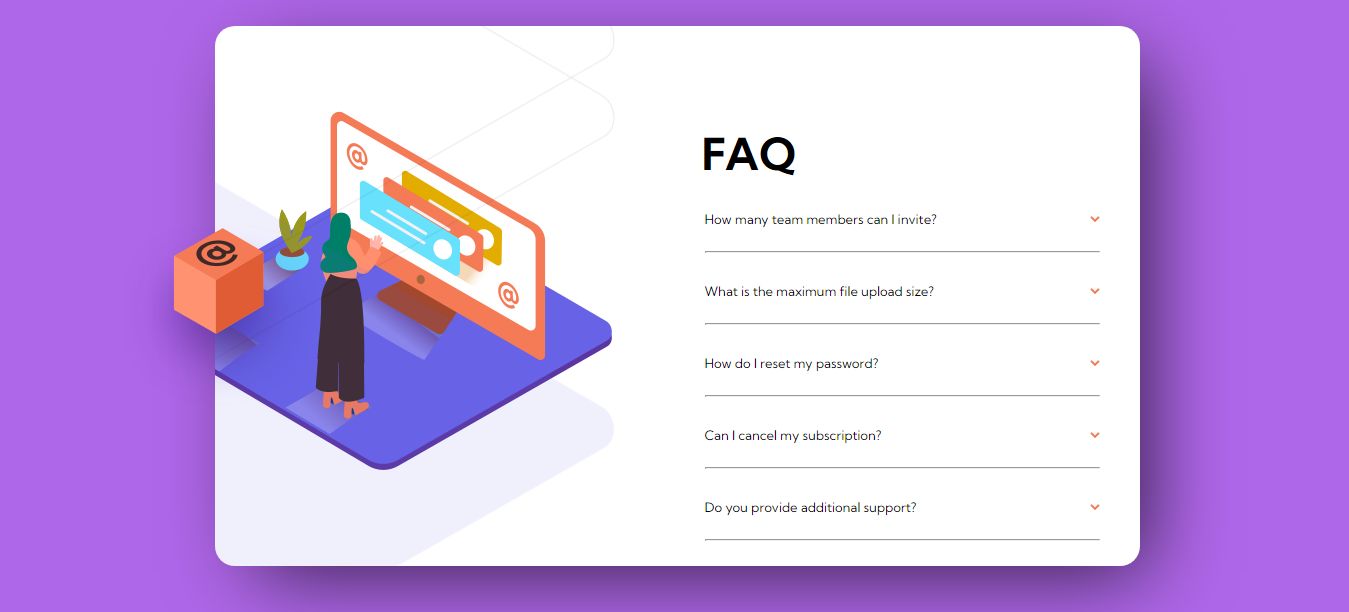 FAQ
How many team members can I invite?
What is the maximum file upload size?
How do I reset my password?
Can I cancel my subscription?
Do you provide additional support?
@
@
@